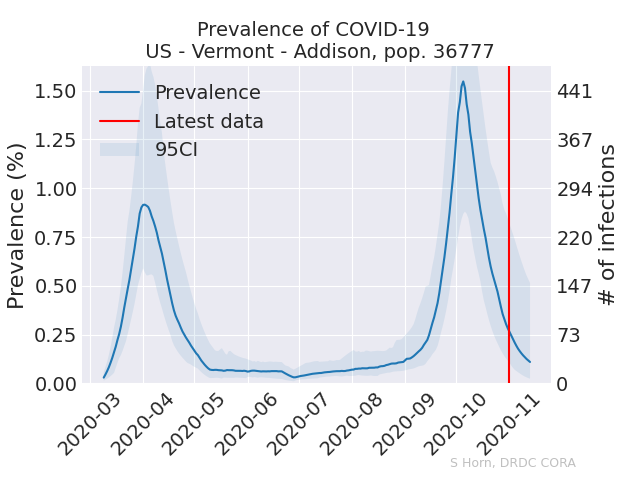 Prevalence of COVID-19
US - Vermont - Addison, pop. 36777
Prevalence
Latest data
95CI
Prevalence (%)
1.50
1.25
1.00
0.75
0.50
0.25
0.00
441
367
294
220
147
73
0
# of infections
2020-03
2020-04
2020-05
2020-06
2020-07
2020-08
2020-09
2020-10
2020-11
S Horn, DRDC CORA